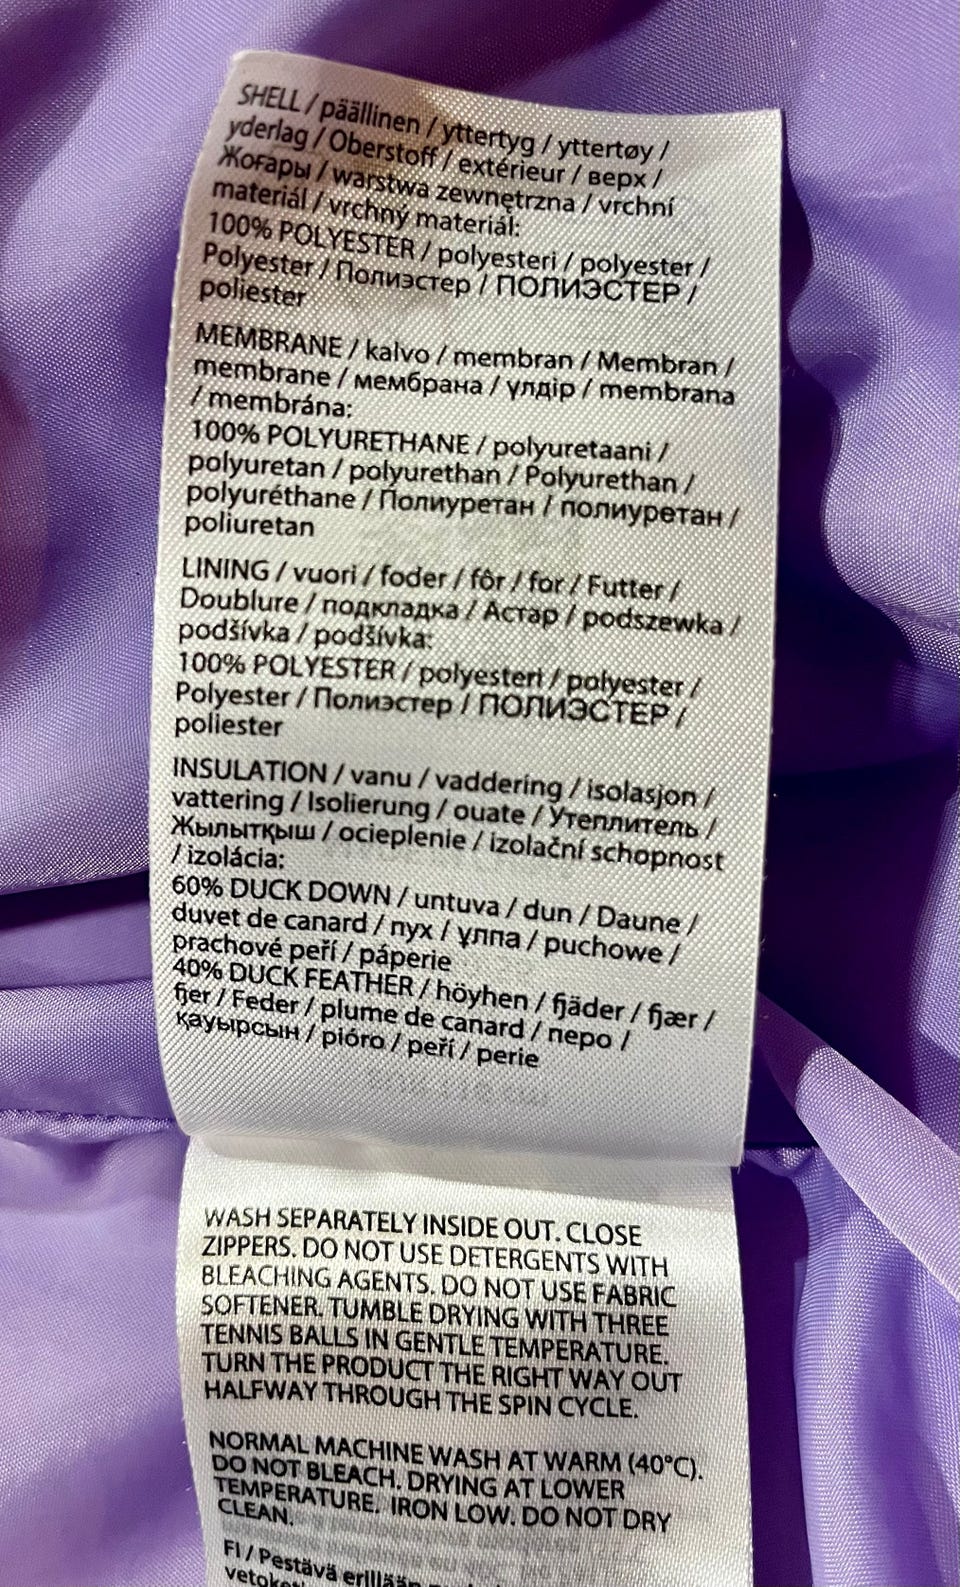 SHELL / päällinen / yttertyg / yttertøy /
yderlag / Oberstoff / extérieur / верх /
Жоғары / warstwa zewnętrzna / vrchní
materiál / vrchný materiál:
100% POLYESTER / polyesteri / polyester /
Polyester / Полиэстер / ПОЛИЭСТЕР /
poliester
MEMBRANE / kalvo / membran / Membran /
membrane / мембрана / үлдір / membrana
/ membrána:
100% POLYURETHANE / polyuretaani /
polyuretan / polyurethan / Polyurethan /
polyuréthane / Полиуретан / полиуретан /
poliuretan
LINING / vuori / foder / fôr / for / Futter /
Doublure / подкладка / Астар / podszewka /
podšívka / podšívka:
100% POLYESTER / polyesteri / polyester /
Polyester / Полиэстер / ПОЛИЭСТЕР /
poliester
INSULATION / vanu / vaddering / isolasjon /
vattering / Isolierung / ouate / Утеплитель /
Жылытқыш / ocieplenie / izolační schopnost
/ izolácia:
60% DUCK DOWN / untuva / dun / Daune /
duvet de canard / пух / ұлпа / puchowe /
prachové peří / páperie
40% DUCK FEATHER / höyhen / fjäder / fjær /
fjer / Feder / plume de canard / перо /
қауырсын / pióro / peří / perie
WASH SEPARATELY INSIDE OUT. CLOSE
ZIPPERS. DO NOT USE DETERGENTS WITH
BLEACHING AGENTS. DO NOT USE FABRIC
SOFTENER. TUMBLE DRYING WITH THREE
TENNIS BALLS IN GENTLE TEMPERATURE.
TURN THE PRODUCT THE RIGHT WAY OUT
HALFWAY THROUGH THE SPIN CYCLE.
NORMAL MACHINE WASH AT WARM (40°C).
DO NOT BLEACH. DRYING AT LOWER
TEMPERATURE. IRON LOW. DO NOT DRY
CLEAN.
FI / Pestävä